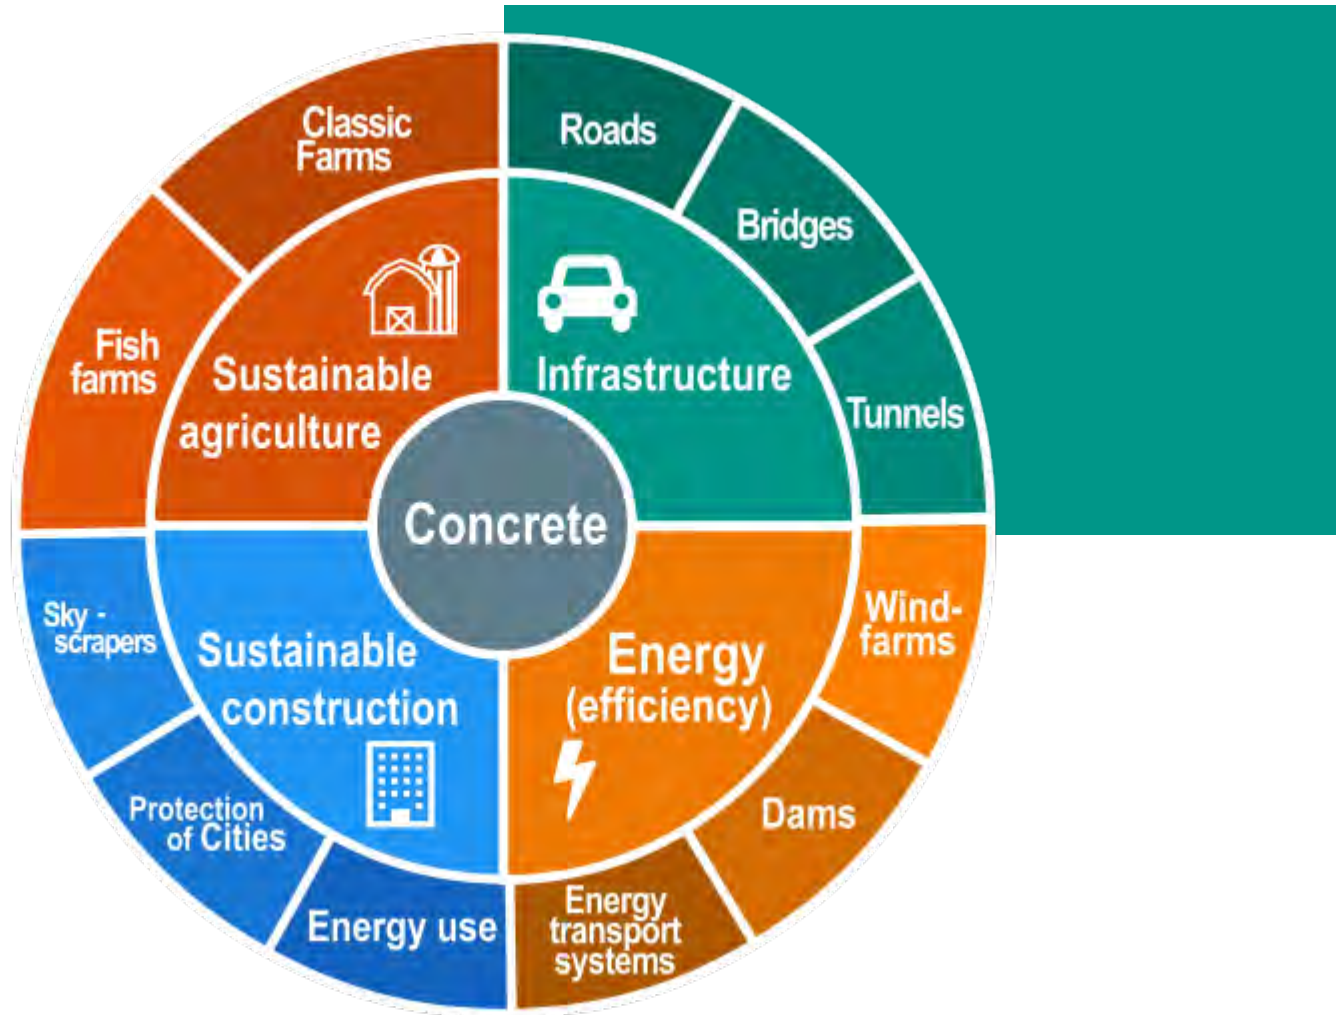 Classic
Farms
Roads
Bridges
Tunnels
Fish
farms
Sustainable
agriculture
Infrastructure
Concrete
Sky -
scrapers
Sustainable
construction
Energy
(efficiency)
Wind-
farms
Dams
Protection
of Cities
Energy use
Energy
transport
systems